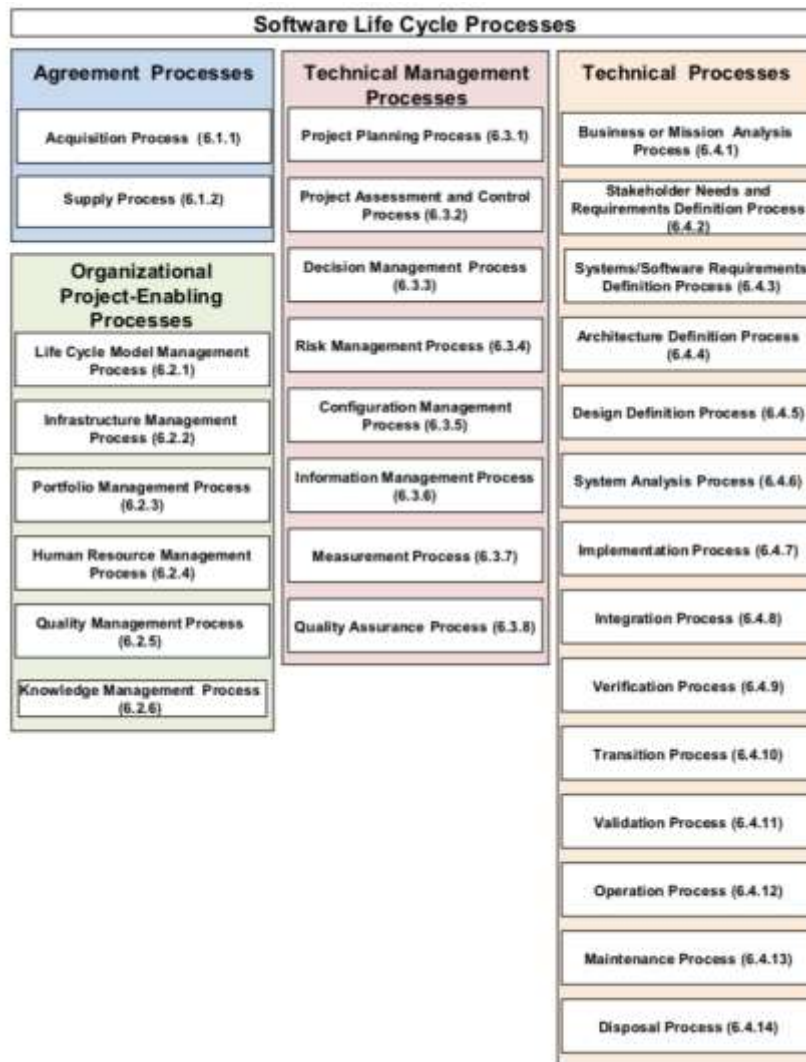 Software Life Cycle Processes
Agreement Processes
Acquisition Process (6.1.1)
Supply Process (6.1.2)
Organizational
Project-Enabling
Processes
Life Cycle Model Management
Process (6.2.1)
Infrastructure Management
Process (6.2.2)
Portfolio Management Process
(6.2.3)
Human Resource Management
Process (6.2.4)
Quality Management Process
(6.2.5)
Knowledge Management Process
(6.2.6)
Technical Management
Processes
Project Planning Process (6.3.1)
Project Assessment and Control
Process (6.3.2)
Decision Management Process
(6.3.3)
Risk Management Process (6.3.4)
Configuration Management
Process (6.3.5)
Information Management Process
(6.3.6)
Measurement Process (6.3.7)
Quality Assurance Process (6.3.8)
Technical Processes
Business or Mission Analysis
Process (6.4.1)
Stakeholder Needs and
Requirements Definition Process
(6.4.2)
Systems/Software Requirements
Definition Process (6.4.3)
Architecture Definition Process
(6.4.4)
Design Definition Process (6.4.5)
System Analysis Process (6.4.6)
Implementation Process (6.4.7)
Integration Process (6.4.8)
Verification Process (6.4.9)
Transition Process (6.4.10)
Validation Process (6.4.11)
Operation Process (6.4.12)
Maintenance Process (6.4.13)
Disposal Process (6.4.14)